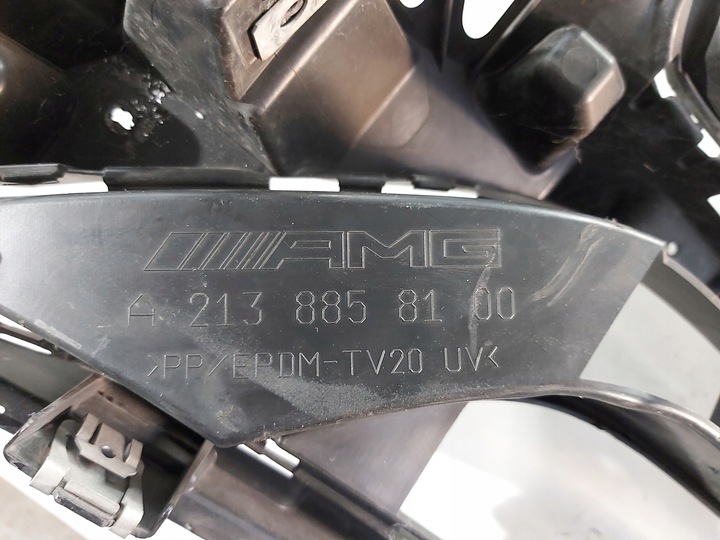 AMG
A 213 885 81 00
>PP/EPDM-TV20 UV<